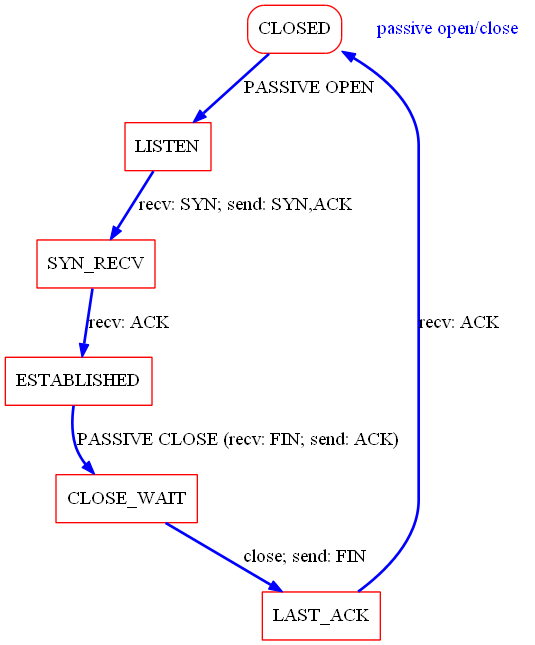 CLOSED
passive open/close
PASSIVE OPEN
LISTEN
recv: SYN; send: SYN,ACK
SYN_RECV
recv: ACK
recv: ACK
ESTABLISHED
PASSIVE CLOSE (recv: FIN; send: ACK)
CLOSE_WAIT
close; send: FIN
LAST_ACK